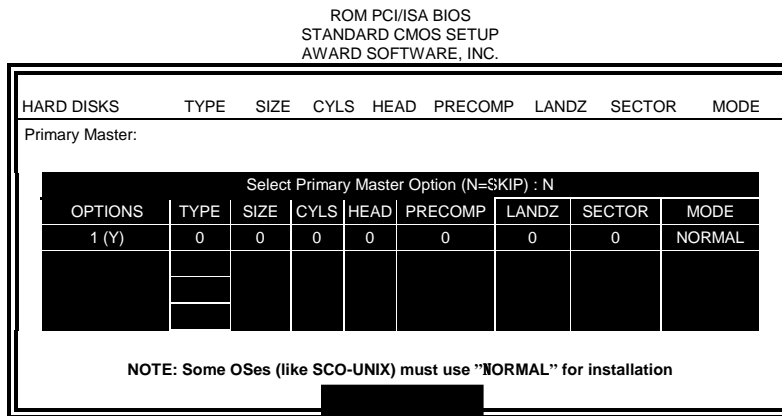 ROM PCI/ISA BIOS
STANDARD CMOS SETUP
AWARD SOFTWARE, INC.
HARD DISKS TYPE SIZE CYLS HEAD PRECOMP LANDZ SECTOR MODE
Primary Master:
Select Primary Master Option (N=SKIP) : N
OPTIONS TYPE SIZE CYLS HEAD PRECOMP LANDZ SECTOR MODE
1 (Y) 0 0 0 0 0 0 0 NORMAL
NOTE: Some OSes (like SCO-UNIX) must use ”NORMAL” for installation